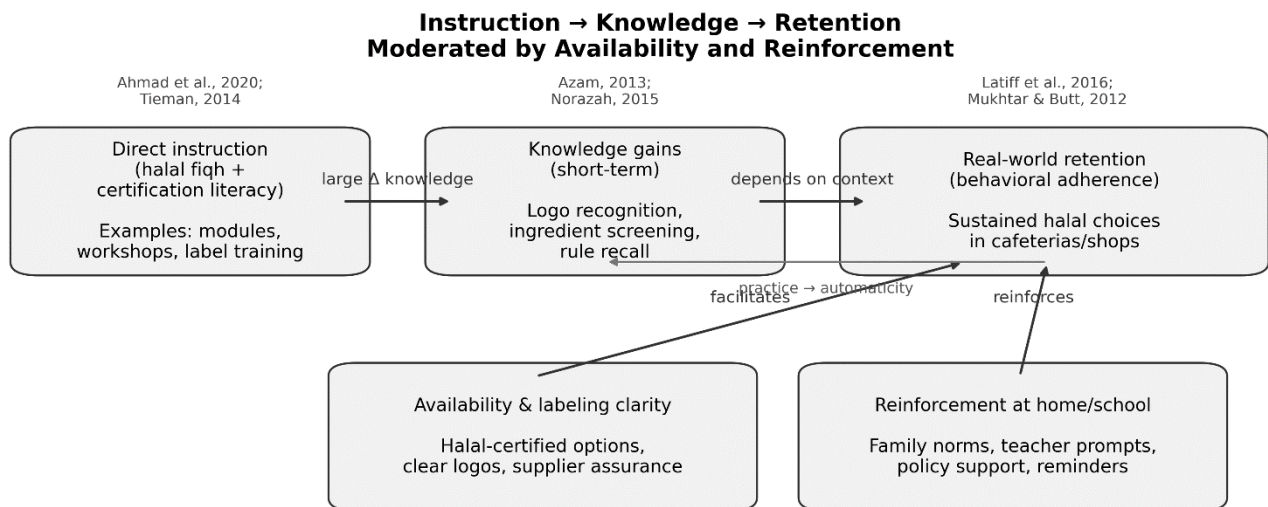 Instruction → Knowledge → Retention
Moderated by Availability and Reinforcement
Ahmad et al., 2020;
Tieman, 2014
Azam, 2013;
Norazah, 2015
Latiff et al., 2016;
Mukhtar & Butt, 2012
Direct instruction
(halal fiqh +
certification literacy)
Examples: modules,
workshops, label training
large Δ knowledge
Knowledge gains
(short-term)
Logo recognition,
ingredient screening,
rule recall
depends on context
Real-world retention
(behavioral adherence)
Sustained halal choices
in cafeterias/shops
practice → automaticity
facilitates
reinforces
Availability & labeling clarity
Halal-certified options,
clear logos, supplier assurance
Reinforcement at home/school
Family norms, teacher prompts,
policy support, reminders